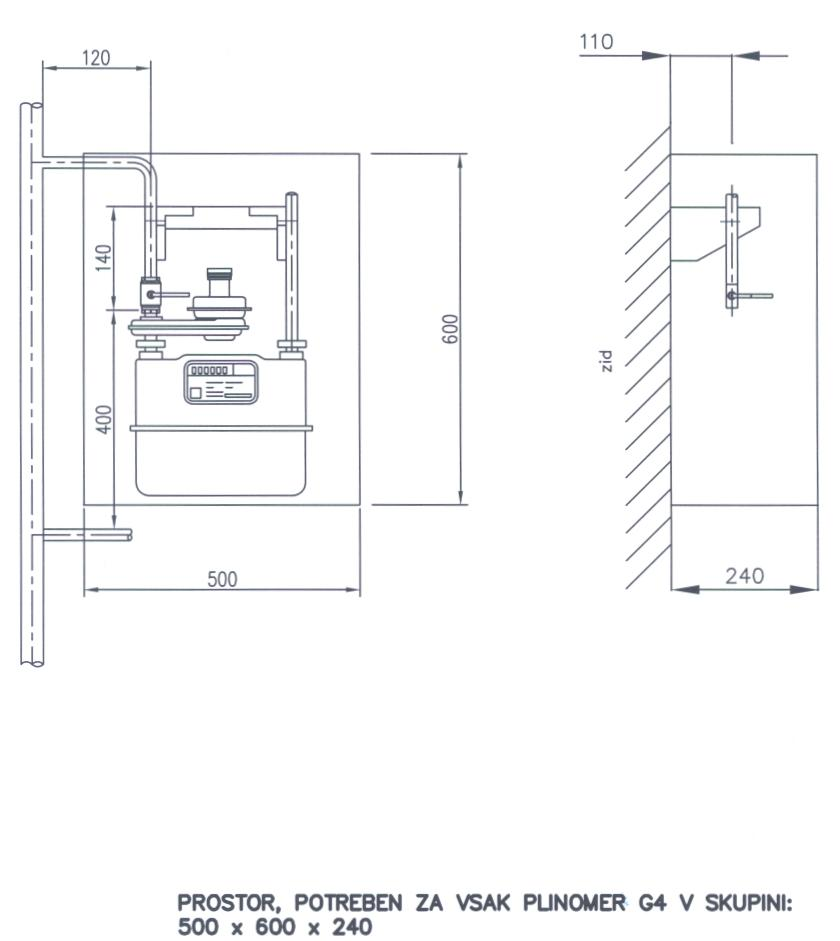 120
110
140
600
zid
400
500
240
PROSTOR, POTREBEN ZA VSAK PLINOMER G4 V SKUPINI:
500 x 600 x 240